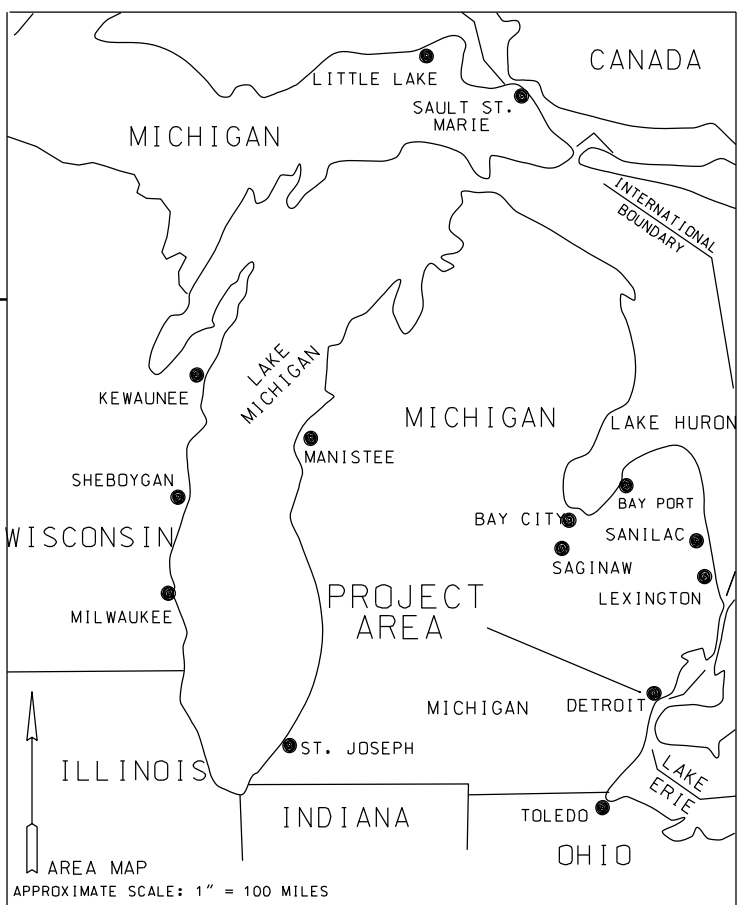 CANADA
LITTLE LAKE
SAULT ST.
MARIE
MICHIGAN
INTERNATIONAL
BOUNDARY
LAKE
MICHIGAN
KEWAUNEE
MICHIGAN
LAKE HURON
MANISTEE
SHEBOYGAN
BAY PORT
BAY CITY
WISCONSIN
SANILAC
SAGINAW
LEXINGTON
PROJECT
AREA
MILWAUKEE
MICHIGAN
DETROIT
ST. JOSEPH
ILLINOIS
LAKE
ERIE
INDIANA
TOLEDO
OHIO
AREA MAP
APPROXIMATE SCALE: 1" = 100 MILES